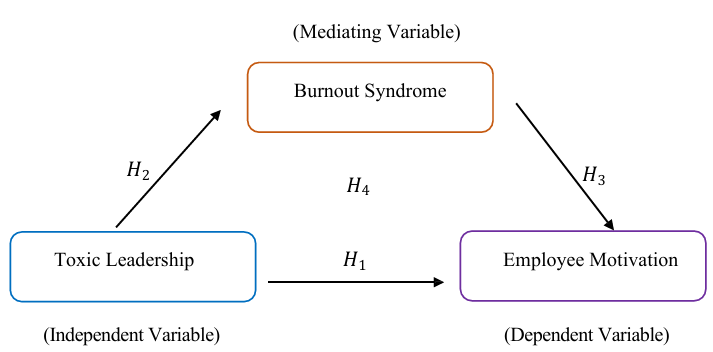 (Mediating Variable)
Burnout Syndrome
H₂
H₃
H₄
Toxic Leadership
H₁
Employee Motivation
(Independent Variable)
(Dependent Variable)